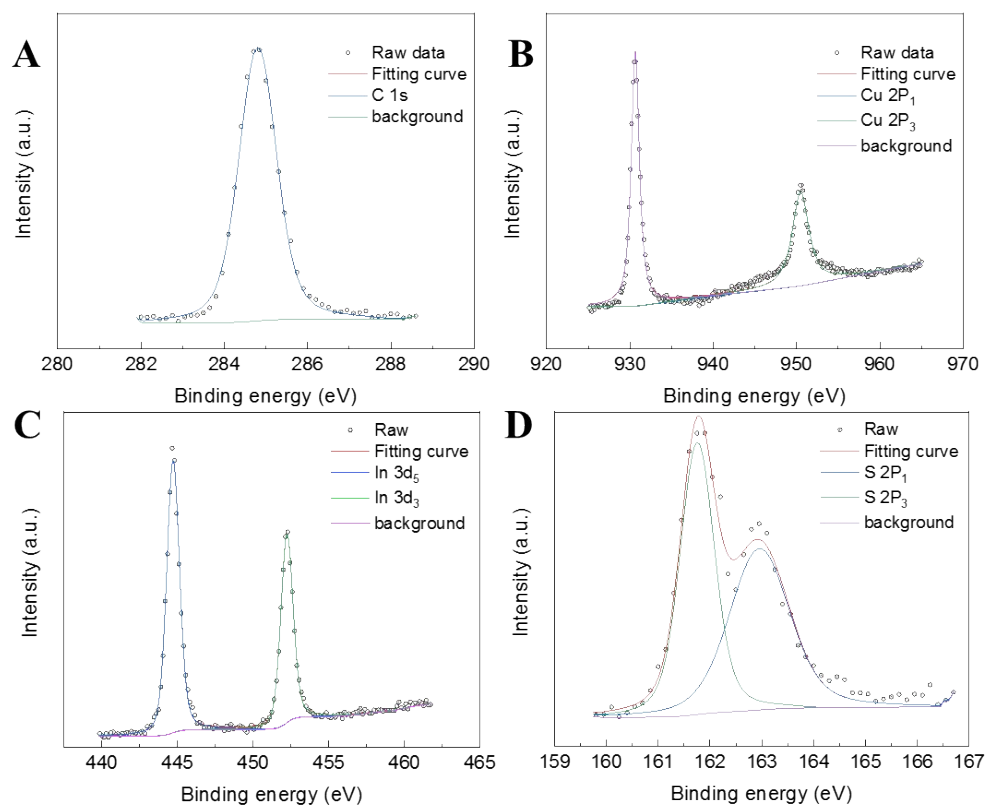 A
Raw data
Fitting curve
C 1s
background
Intensity (a.u.)
280 282 284 286 288 290
Binding energy (eV)
B
Raw data
Fitting curve
Cu 2P₁
Cu 2P₃
background
Intensity (a.u.)
920 930 940 950 960 970
Binding energy (eV)
C
Raw
Fitting curve
In 3d₅
In 3d₃
background
Intensity (a.u.)
440 445 450 455 460 465
Binding energy (eV)
D
Raw
Fitting curve
S 2P₁
S 2P₃
background
Intensity (a.u.)
159 160 161 162 163 164 165 166 167
Binding energy (eV)